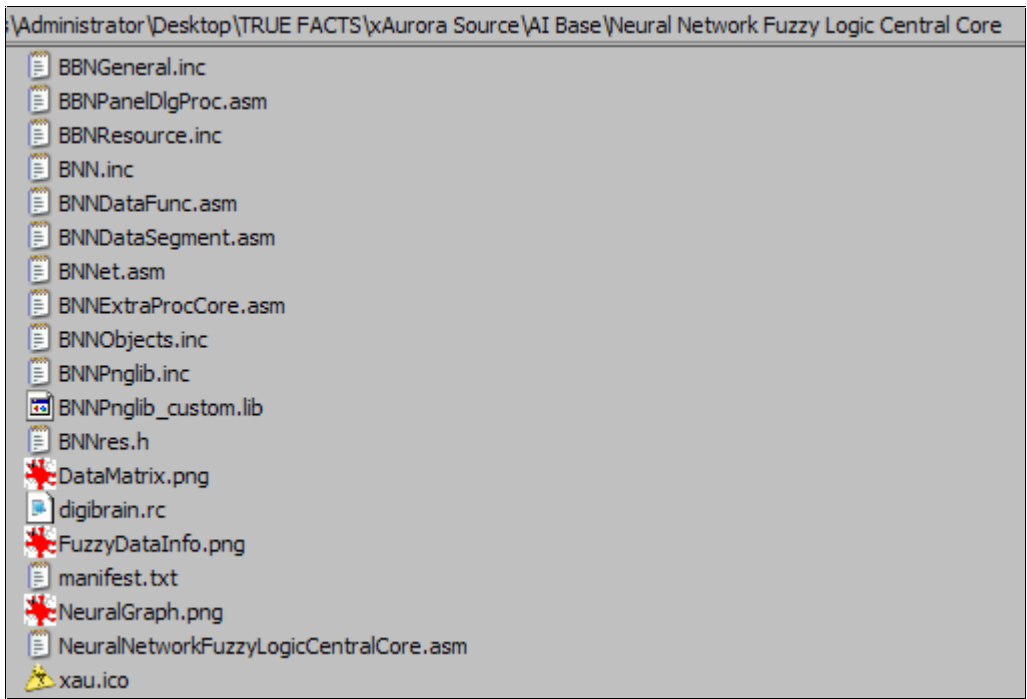 \Administrator\Desktop\TRUE FACTS\xAurora Source\AI Base\Neural Network Fuzzy Logic Central Core
BBNGeneral.inc
BBNPanelDlgProc.asm
BBNResource.inc
BNN.inc
BNNDataFunc.asm
BNNDataSegment.asm
BNNet.asm
BNNExtraProcCore.asm
BNNObjects.inc
BNNPnglib.inc
BNNPnglib_custom.lib
BNNres.h
DataMatrix.png
digibrain.rc
FuzzyDataInfo.png
manifest.txt
NeuralGraph.png
NeuralNetworkFuzzyLogicCentralCore.asm
xau.ico